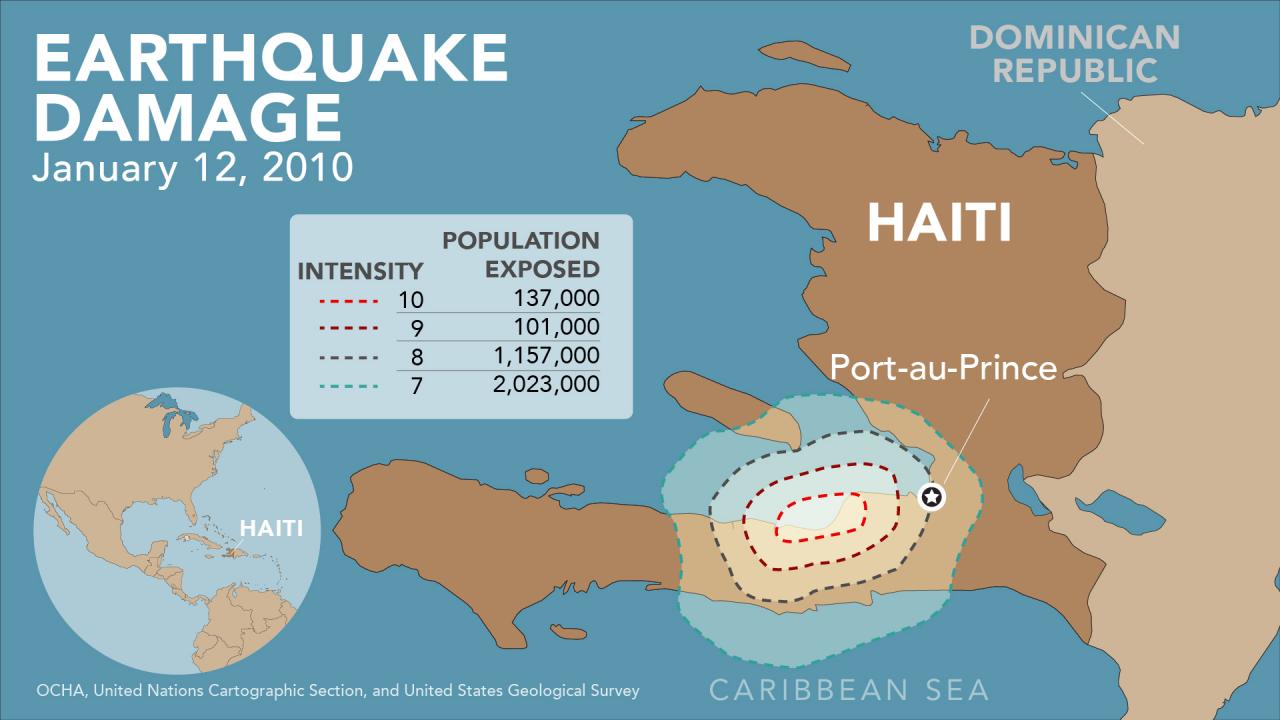 EARTHQUAKE
DAMAGE
January 12, 2010
DOMINICAN
REPUBLIC
HAITI
POPULATION
INTENSITY EXPOSED
10 137,000
9 101,000
8 1,157,000
7 2,023,000
Port-au-Prince
HAITI
OCHA, United Nations Cartographic Section, and United States Geological Survey
CARIBBEAN SEA